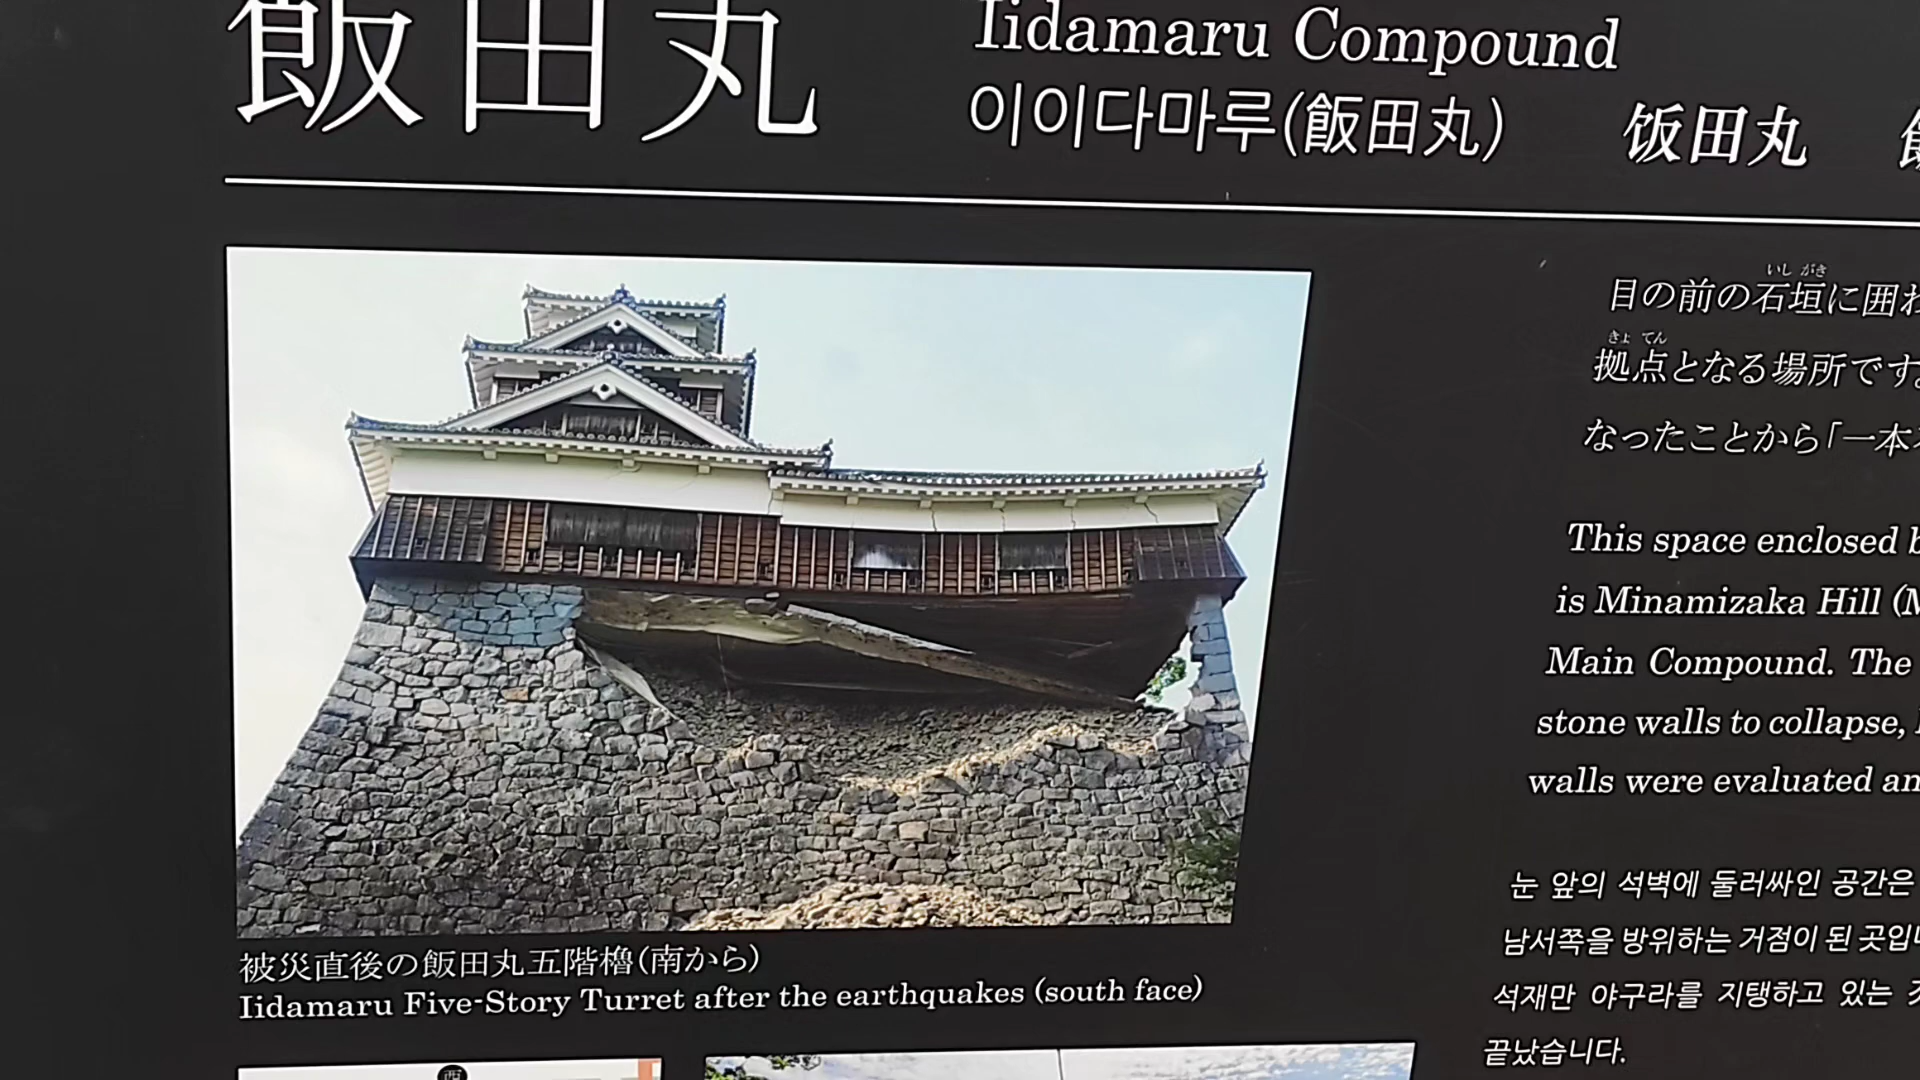 飯田丸
Iidamaru Compound
이이다마루(飯田丸)
饭田丸
目の前の石垣に囲わ
拠点となる場所です。
なったことから「一本
This space enclosed b
is Minamizaka Hill (M
Main Compound. The
stone walls to collapse,
walls were evaluated an
눈 앞의 석벽에 둘러싸인 공간은
남서쪽을 방위하는 거점이 된 곳입니
석재만 야구라를 지탱하고 있는
끝났습니다.
被災直後の飯田丸五階櫓(南から)
Iidamaru Five-Story Turret after the earthquakes (south face)
西